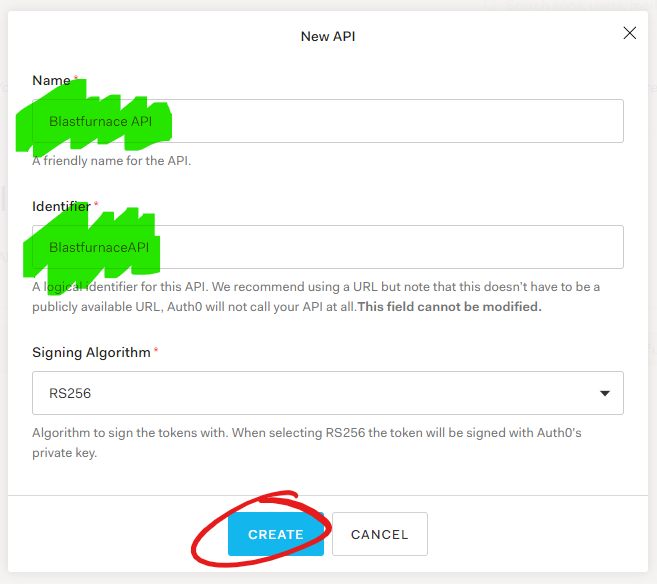 New API
Name *
Blastfurnace API
A friendly name for the API.
Identifier *
BlastfurnaceAPI
A logical identifier for this API. We recommend using a URL but note that this doesn't have to be a
publicly available URL, Auth0 will not call your API at all.This field cannot be modified.
Signing Algorithm *
RS256
Algorithm to sign the tokens with. When selecting RS256 the token will be signed with Auth0's
private key.
CREATE
CANCEL